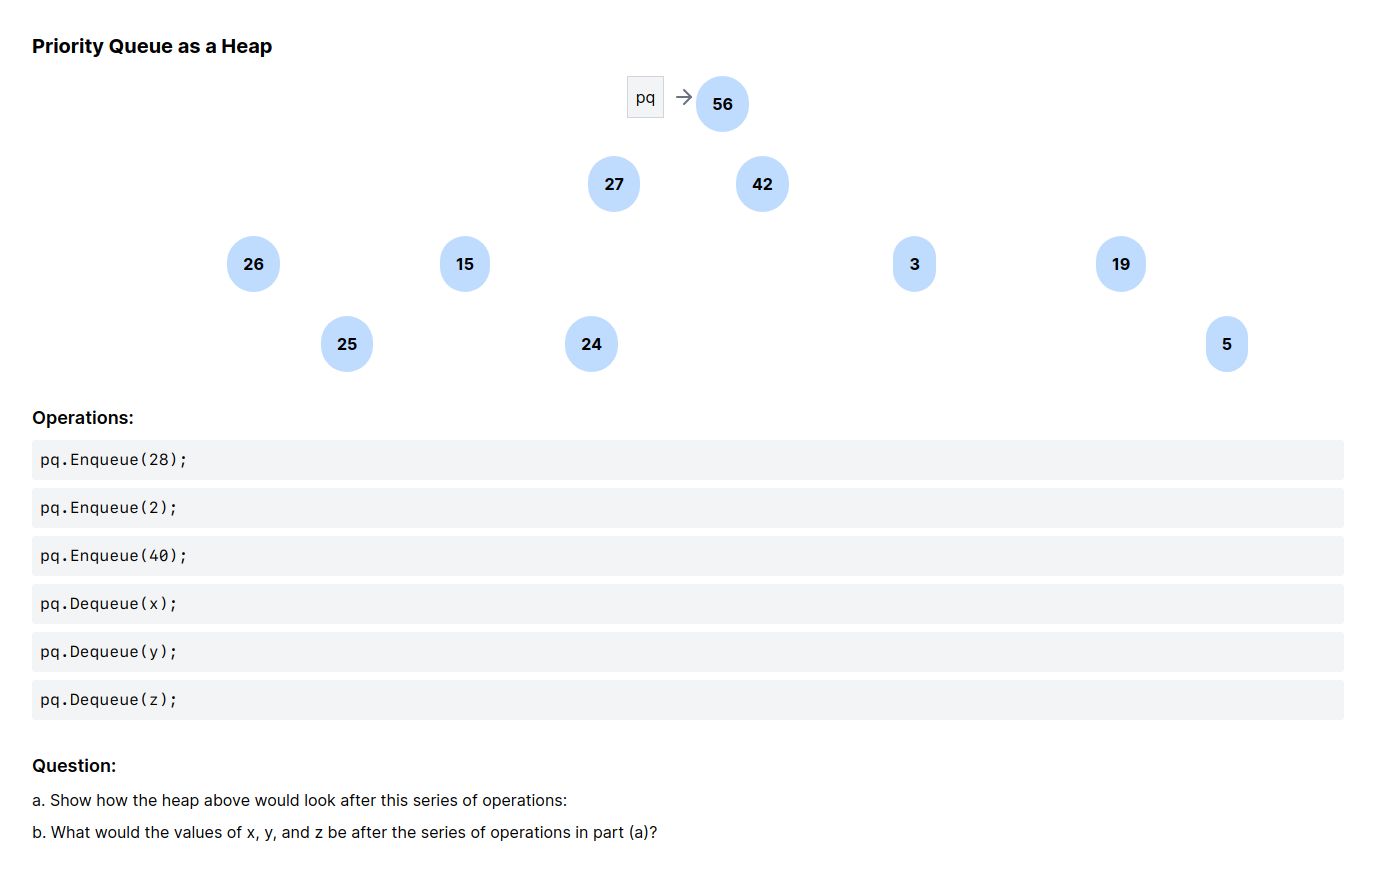 Priority Queue as a Heap
pq 56
27 42
26 15 3 19
25 24 5
Operations:
pq.Enqueue(28);
pq.Enqueue(2);
pq.Enqueue(40);
pq.Dequeue(x);
pq.Dequeue(y);
pq.Dequeue(z);
Question:
a. Show how the heap above would look after this series of operations:
b. What would the values of x, y, and z be after the series of operations in part (a)?